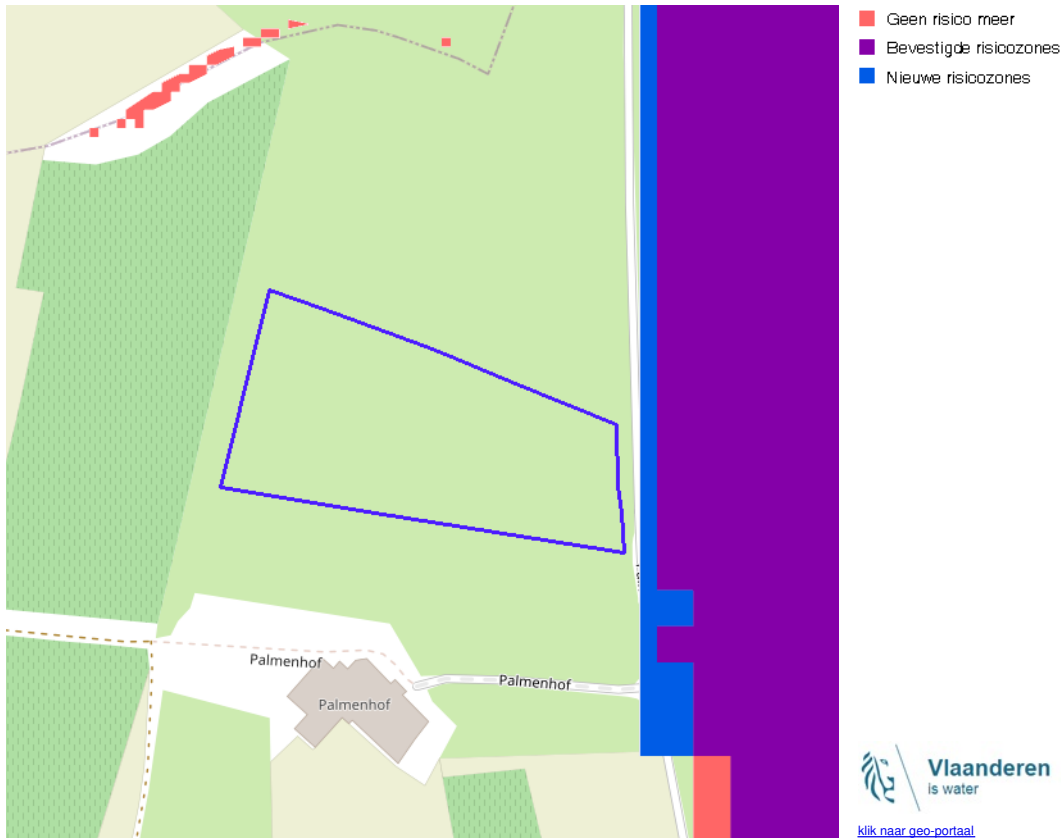 Geen risico meer
Bevestigde risicozones
Nieuwe risicozones
Palmenhof
Palmenhof
Palmenhof
Vlaanderen
is water
klik naar geo-portaal